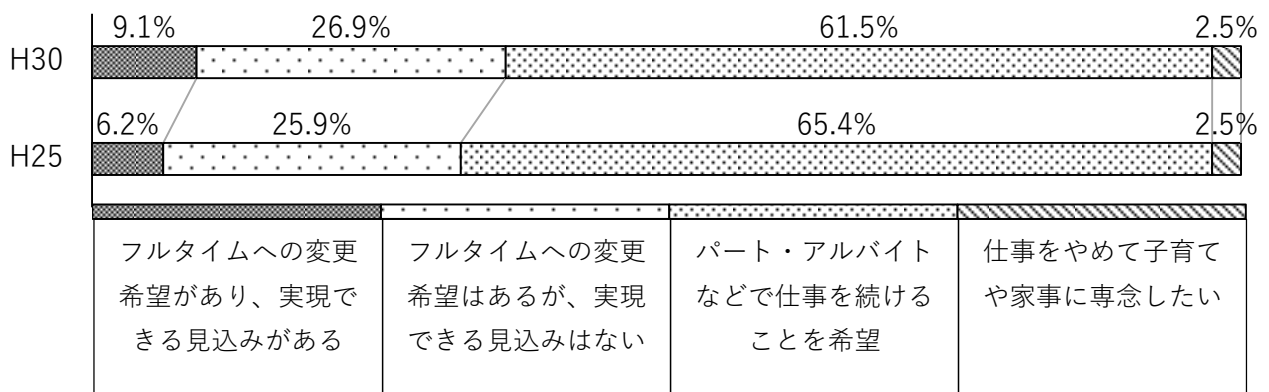 9.1% 26.9% 61.5% 2.5%
H30
6.2% 25.9% 65.4% 2.5%
H25
フルタイムへの変更
希望があり、実現で
きる見込みがある
フルタイムへの変更
希望はあるが、実現
できる見込みはない
パート・アルバイト
などで仕事を続ける
ことを希望
仕事をやめて子育て
や家事に専念したい